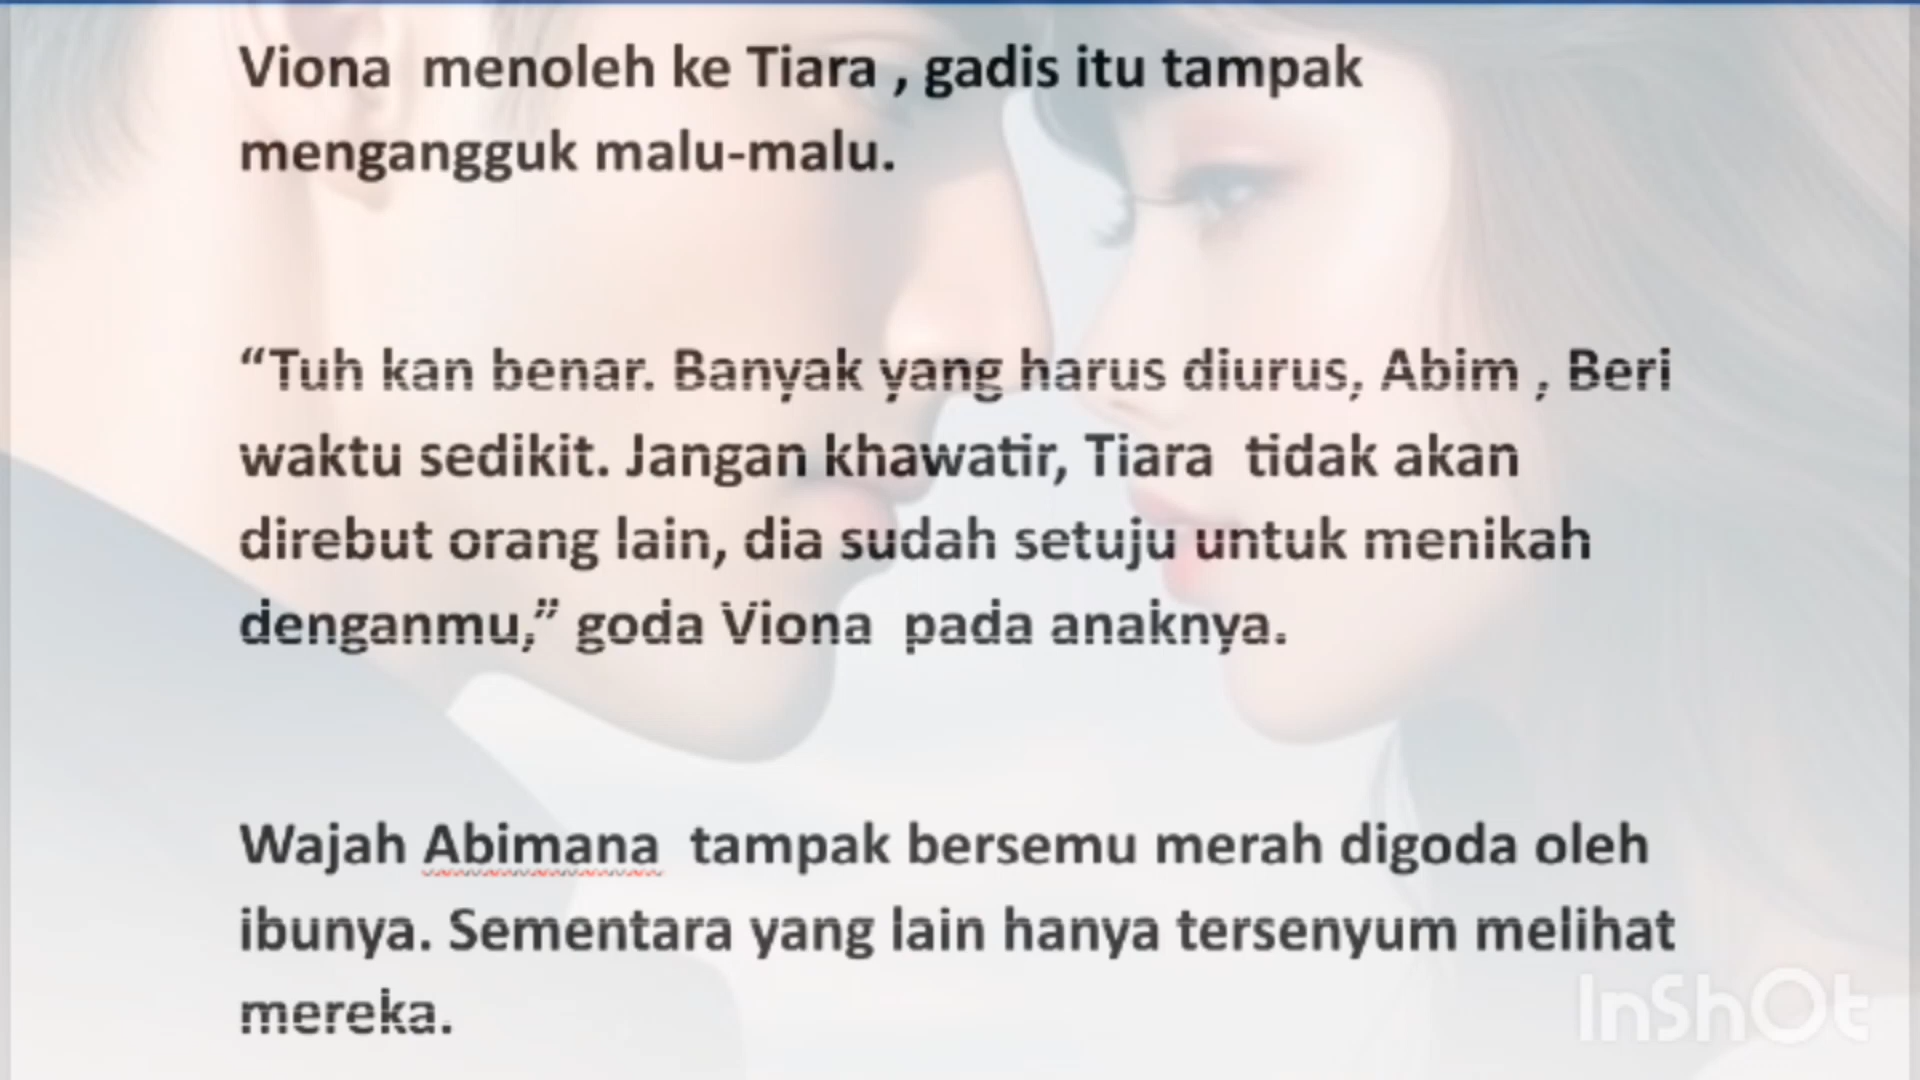 Viona  menoleh ke Tiara , gadis itu tampak
mengangguk malu-malu.
“Tuh kan benar. Banyak yang harus diurus, Abim , Beri
waktu sedikit. Jangan khawatir, Tiara  tidak akan
direbut orang lain, dia sudah setuju untuk menikah
denganmu,” goda Viona  pada anaknya.
Wajah Abimana  tampak bersemu merah digoda oleh
ibunya. Sementara yang lain hanya tersenyum melihat
mereka.
InShOt